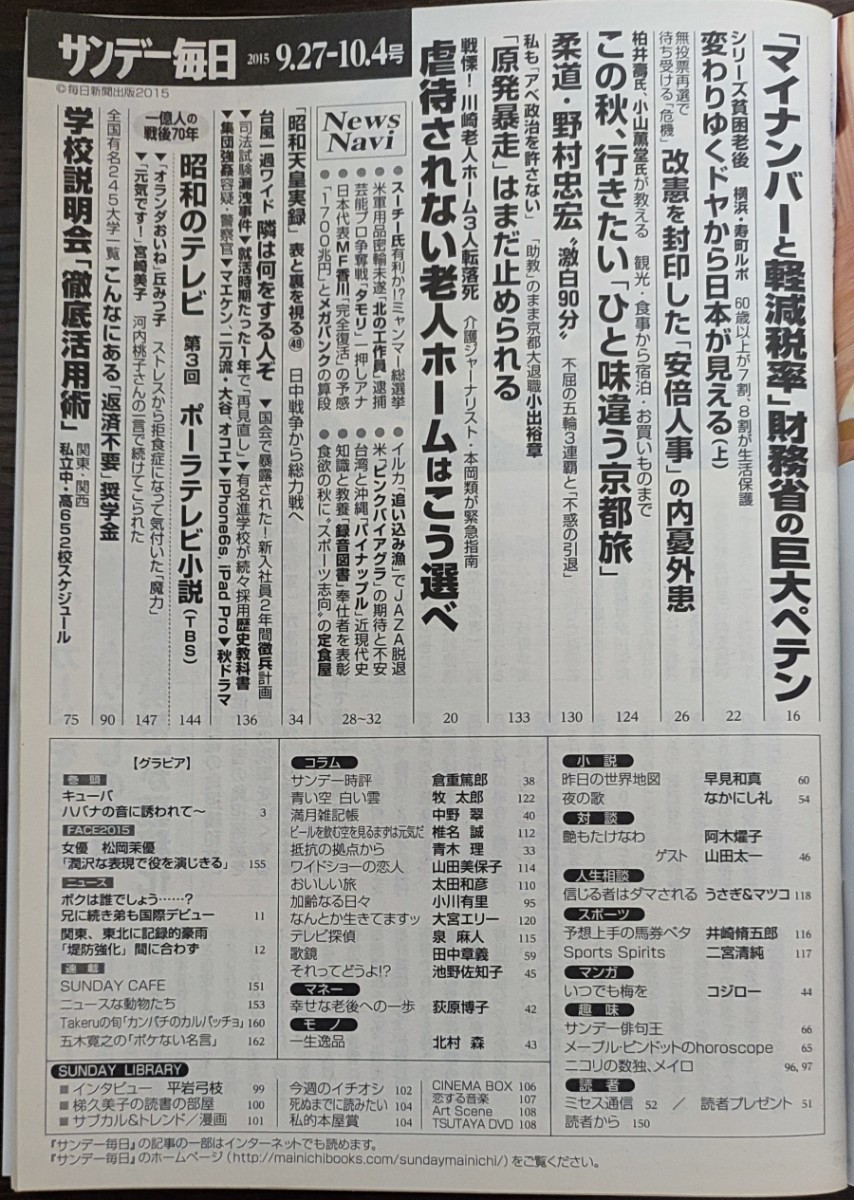 サンデー毎日 2015 9.27-10.4号
©毎日新聞出版2015
「マイナンバーと軽減税率」財務省の巨大ペテン
16
シリーズ貧困老後 横浜・寿町ルポ 60歳以上が7割、8割が生活保護
変わりゆくドヤから日本が見える(上)
22
無投票再選で
待ち受ける「危機」
改憲を封印した「安倍人事」の内憂外患
26
柏井壽氏、小山薫堂氏が教える 観光・食事から宿泊・お買いものまで
この秋、行きたい「ひと味違う京都旅」
124
柔道・野村忠宏〝激白90分〟 不屈の五輪3連覇と「不惑の引退」
130
私も「アベ政治を許さない」 「助教」のまま京都大退職 小出裕章
「原発暴走」はまだ止められる
133
戦慄!川崎老人ホーム3人転落死 介護ジャーナリスト・本岡類が緊急指南
虐待されない老人ホームはこう選べ
20
News Navi
●スーチー氏有利か!?ミャンマー総選挙
●米軍用品密輸未遂「北の工作員」逮捕
●芸能プロ争奪戦「タモリ」一押しアナ
●日本代表MF香川「完全復活」の予感
●「1700兆円」とメガバンクの算段
●イルカ「追い込み漁」でJAZA脱退
●米「ピンクバイアグラ」の期待と不安
●台湾と沖縄「パイナップル」近現代史
●知識と教養「録音図書」奉仕者を表彰
●食欲の秋に〝スポーツ志向〟の定食屋
28~32
「昭和天皇実録」表と裏を視る㊾ 日中戦争から総力戦へ
34
台風一過ワイド 隣は何をする人ぞ ▼国会で暴露された!新入社員2年間徴兵計画
▼司法試験漏洩事件▼就活時期たった1年で「再見直し」▼有名進学校が続々採用歴史教科書
▼集団強姦容疑・警察官▼マエケン、二刀流・大谷、オコエ▼iPhone6s、iPad Pro▼秋ドラマ
136
一億人の
戦後70年
昭和のテレビ 第3回 ポーラテレビ小説(TBS)
144
▼「オランダおいね」丘みつ子 ストレスから拒食症になって気付いた「魔力」
▼「元気です!」宮崎美子 河内桃子さんの一言で続けてこられた
147
全国有名245大学一覧 こんなにある「返済不要」奨学金
90
学校説明会「徹底活用術」 関東、関西
私立中・高652校スケジュール
75
【グラビア】
巻頭
キューバ
ハバナの音に誘われて~ 3
FACE2015
女優 松岡茉優
「潤沢な表現で役を演じきる」 155
ニュース
ボクは誰でしょう……?
兄に続き弟も国際デビュー 11
関東、東北に記録的豪雨
「堤防強化」間に合わず 12
連載
SUNDAY CAFE 151
ニュースな動物たち 153
Takeruの旬「カンパチのカルパッチョ」 160
五木寛之の「ボケない名言」 162
コラム
サンデー時評 倉重篤郎 38
青い空 白い雲 牧 太郎 122
満月雑記帳 中野 翠 40
ビールを飲む空を見るまずは元気だ 椎名 誠 112
抵抗の拠点から 青木 理 33
ワイドショーの恋人 山田美保子 114
おいしい旅 太田和彦 110
加齢なる日々 小川有里 95
なんとか生きてますッ 大宮エリー 120
テレビ探偵 泉 麻人 115
歌鏡 田中章義 59
それってどうよ!? 池野佐知子 45
マネー
幸せな老後への一歩 荻原博子 42
モノ
一生逸品 北村 森 43
小説
昨日の世界地図 早見和真 60
夜の歌 なかにし礼 54
対談
艶もたけなわ 阿木燿子
ゲスト 山田太一 46
人生相談
信じる者はダマされる うさぎ&マツコ 118
スポーツ
予想上手の馬券ベタ 井崎脩五郎 116
Sports Spirits 二宮清純 117
マンガ
いつでも梅を コジロー 44
趣味
サンデー俳句王 66
メープル・ピンドットのhoroscope 65
ニコリの数独、メイロ 96, 97
読者
ミセス通信 52 / 読者プレゼント 51
読者から 150
SUNDAY LIBRARY
■インタビュー 平岩弓枝 99
■梯久美子の読書の部屋 100
■サブカル&トレンド/漫画 101
今週のイチオシ 102
死ぬまでに読みたい 104
私的本屋賞 104
CINEMA BOX 106
恋する音楽 107
Art Scene 108
TSUTAYA DVD 108
『サンデー毎日』の記事の一部はインターネットでも読めます。
『サンデー毎日』のホームページ(http://mainichibooks.com/sundaymainichi/)をご覧ください。